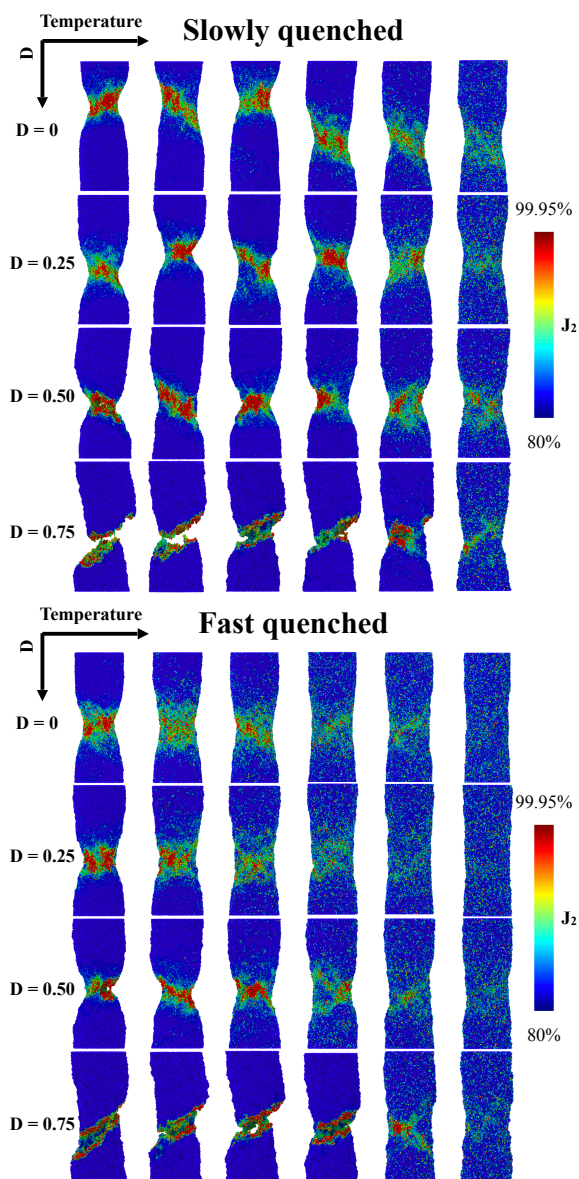 Temperature
Slowly quenched
D
D = 0
D = 0.25
D = 0.50
D = 0.75
99.95%
J₂
80%
Temperature
Fast quenched
D
D = 0
D = 0.25
D = 0.50
D = 0.75
99.95%
J₂
80%